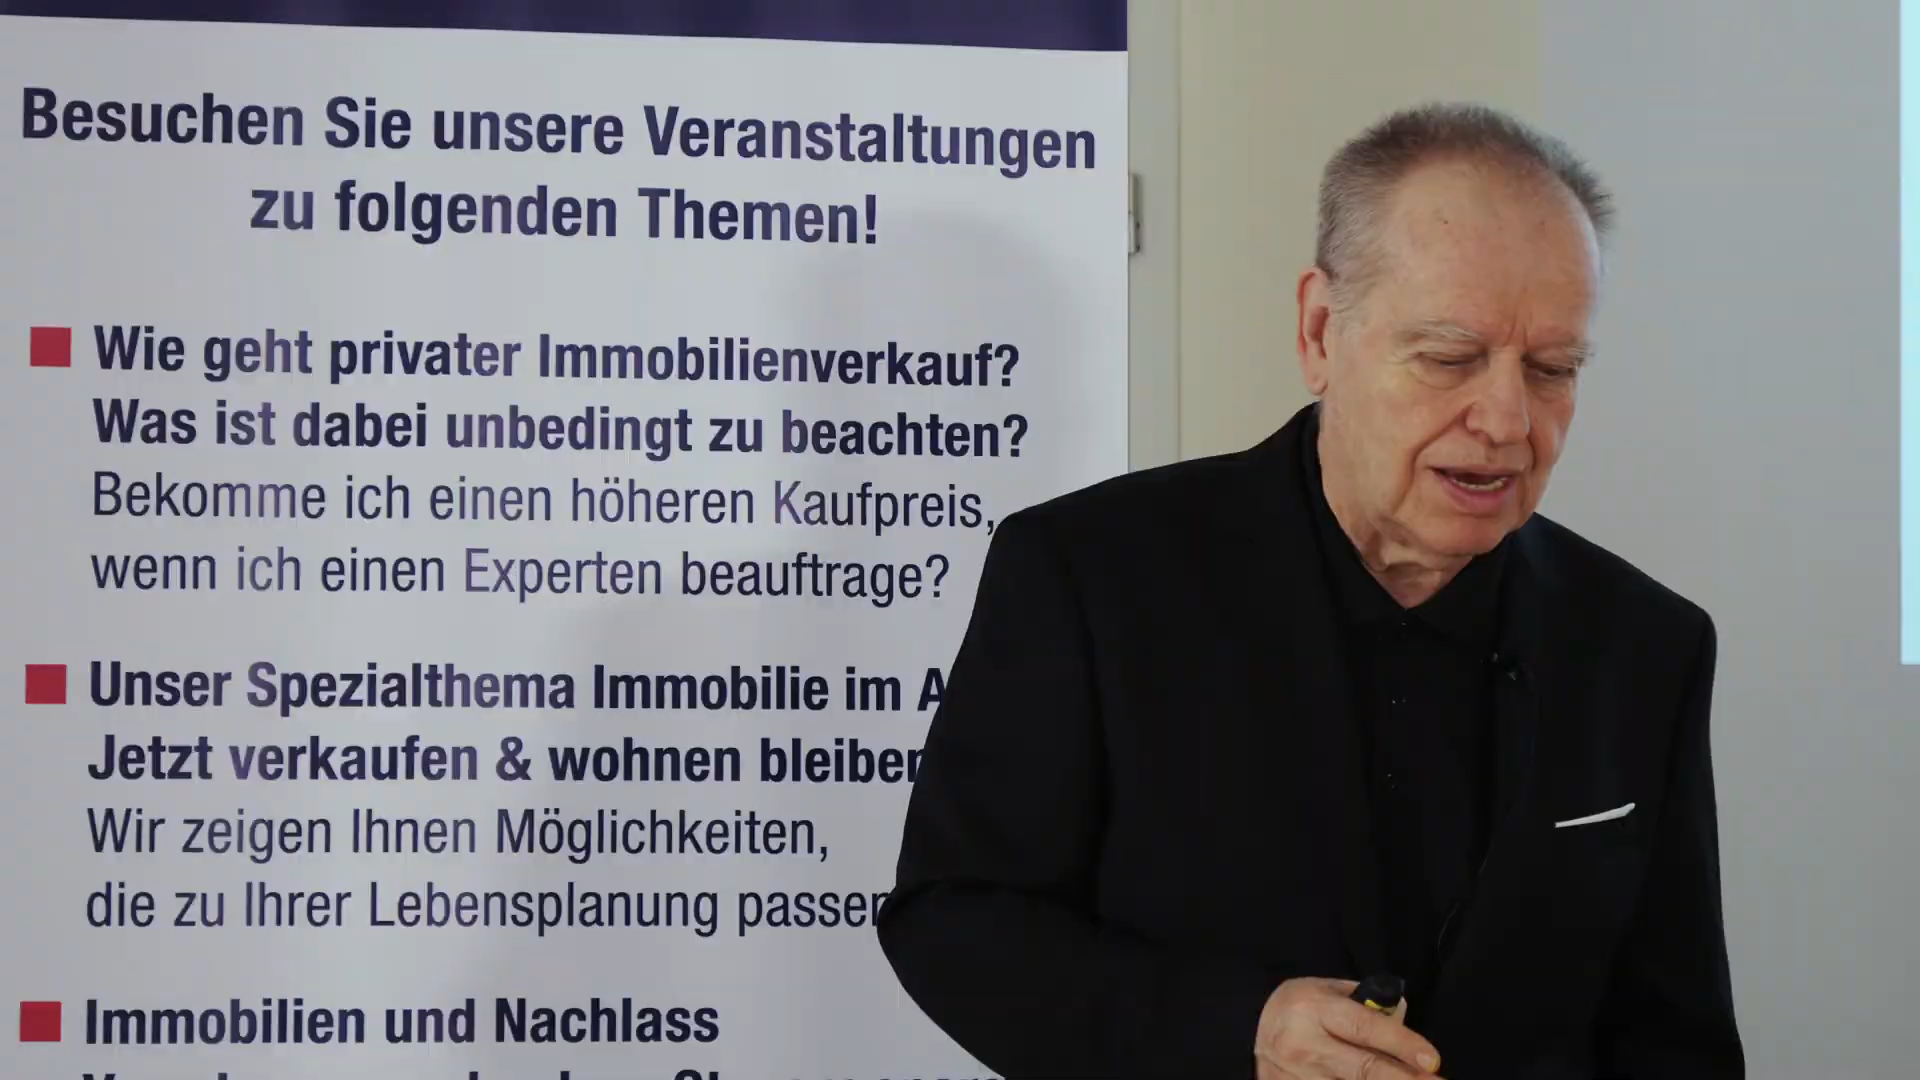 Besuchen Sie unsere Veranstaltungen
zu folgenden Themen!
Wie geht privater Immobilienverkauf?
Was ist dabei unbedingt zu beachten?
Bekomme ich einen höheren Kaufpreis,
wenn ich einen Experten beauftrage?
Unser Spezialthema Immobilie im
Jetzt verkaufen & wohnen bleiben
Wir zeigen Ihnen Möglichkeiten,
die zu Ihrer Lebensplanung passen
Immobilien und Nachlass